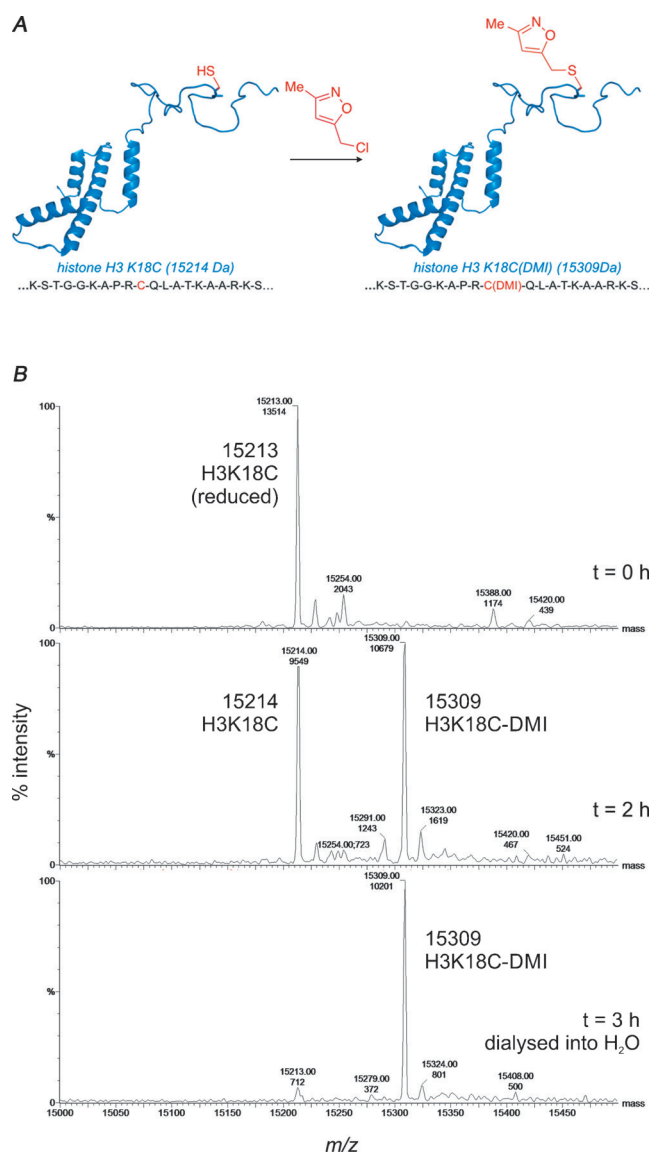 A
HS
Me
N
O
Cl
Me
N
O
S
histone H3 K18C (15214 Da)
...K-S-T-G-G-K-A-P-R-C-Q-L-A-T-K-A-A-R-K-S...
histone H3 K18C(DMI) (15309Da)
...K-S-T-G-G-K-A-P-R-C(DMI)-Q-L-A-T-K-A-A-R-K-S...
B
% intensity
100
%
0
15213.00
13514
15213
H3K18C
(reduced)
15254.00
2043
15388.00
1174
15420.00
439
t = 0 h
mass
100
%
0
15214.00
9549
15214
H3K18C
15254.00;723
15291.00
1243
15309.00
10679
15309
H3K18C-DMI
15323.00
1619
15420.00
467
15451.00
524
t = 2 h
mass
100
%
0
15213.00
712
15279.00
372
15309.00
10201
15309
H3K18C-DMI
15324.00
801
15408.00
500
t = 3 h
dialysed into H₂O
mass
15000 15050 15100 15150 15200 15250 15300 15350 15400 15450
m/z